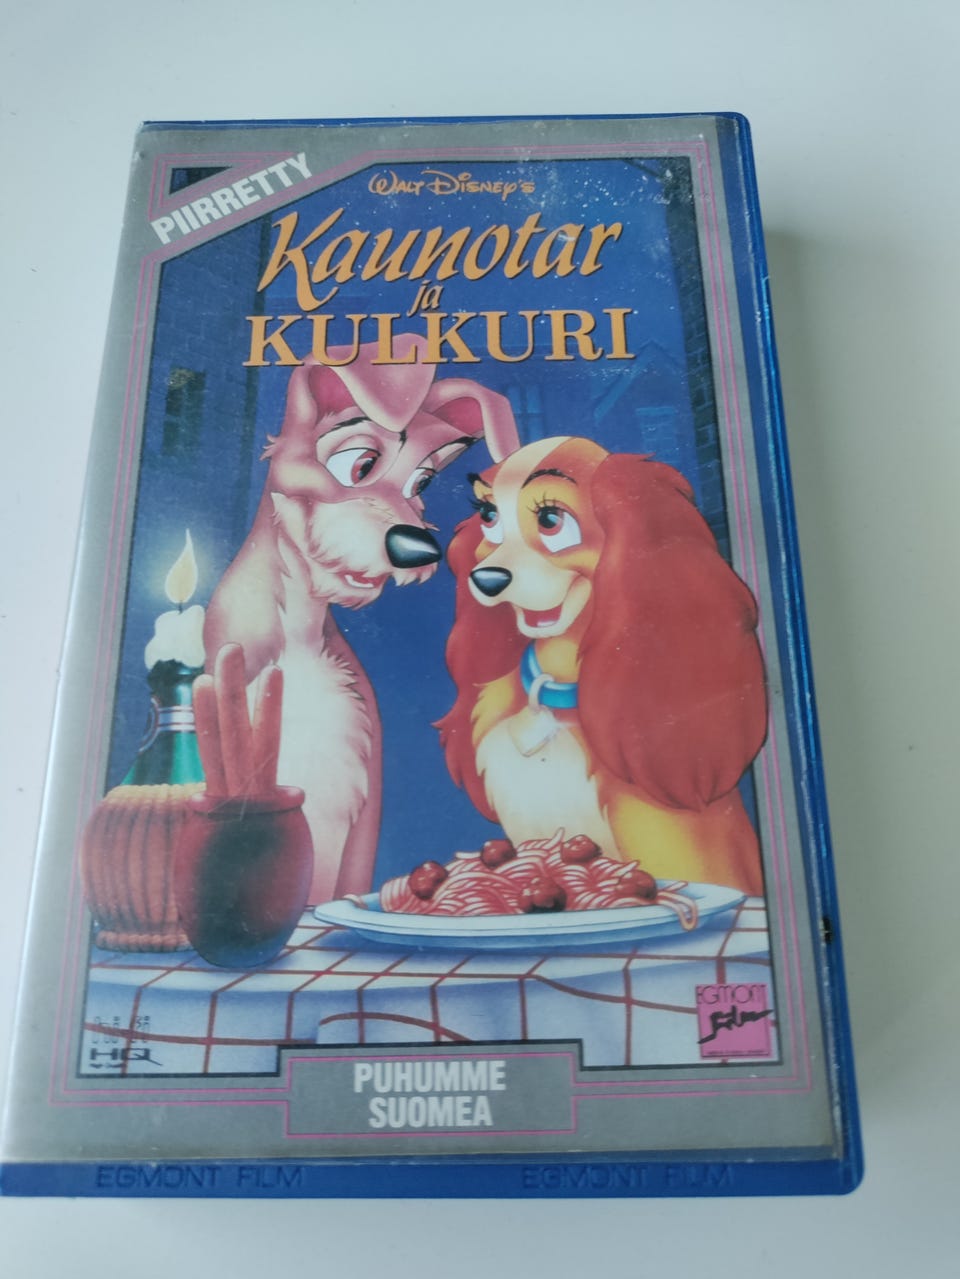 PIIRRETTY
WALT DISNEY'S
Kaunotar
ja
KULKURI
HQ
EGMONT
Film
PUHUMME
SUOMEA
EGMONT FILM EGMONT FILM